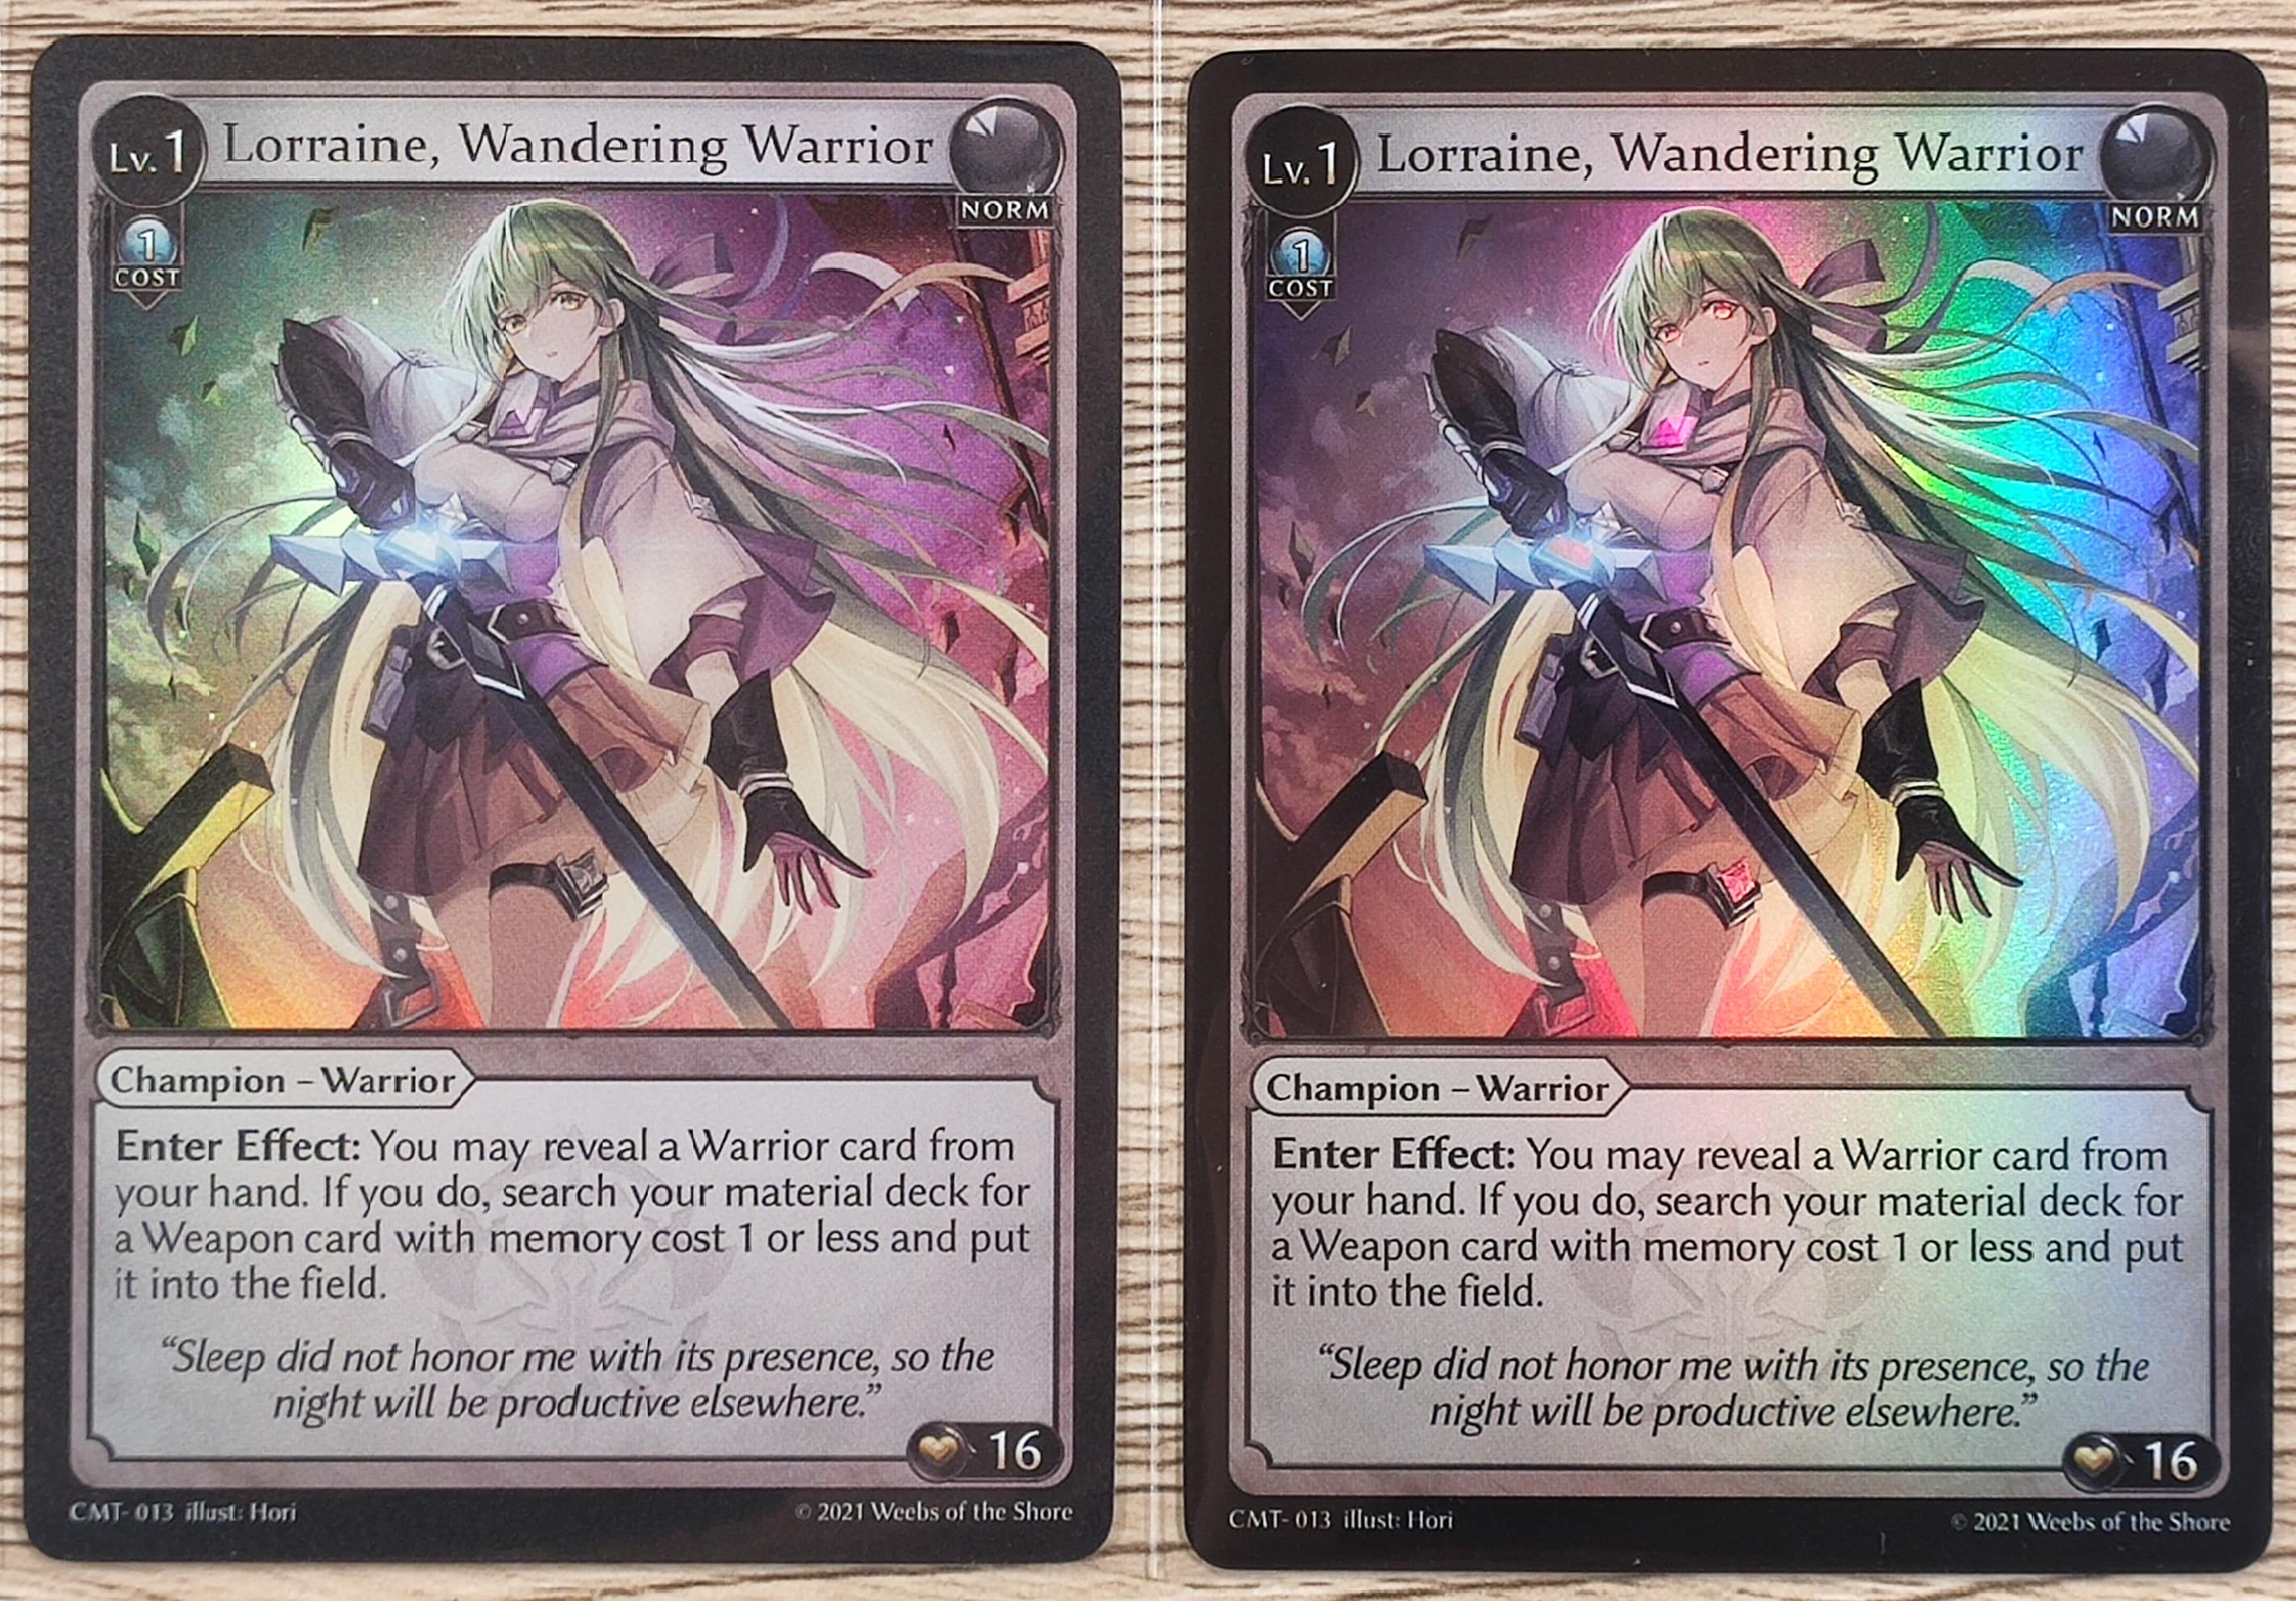 Lv. 1 Lorraine, Wandering Warrior
NORM
1
COST
Champion – Warrior
Enter Effect: You may reveal a Warrior card from
your hand. If you do, search your material deck for
a Weapon card with memory cost 1 or less and put
it into the field.
“Sleep did not honor me with its presence, so the
night will be productive elsewhere.”
16
CMT- 013 illust: Hori © 2021 Weebs of the Shore
Lv. 1 Lorraine, Wandering Warrior
NORM
1
COST
Champion – Warrior
Enter Effect: You may reveal a Warrior card from
your hand. If you do, search your material deck for
a Weapon card with memory cost 1 or less and put
it into the field.
“Sleep did not honor me with its presence, so the
night will be productive elsewhere.”
16
CMT- 013 illust: Hori © 2021 Weebs of the Shore